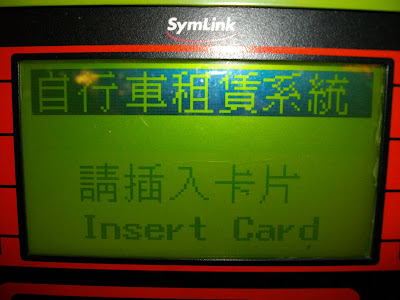 SymLink
自行車租賃系統
請插入卡片
Insert Card